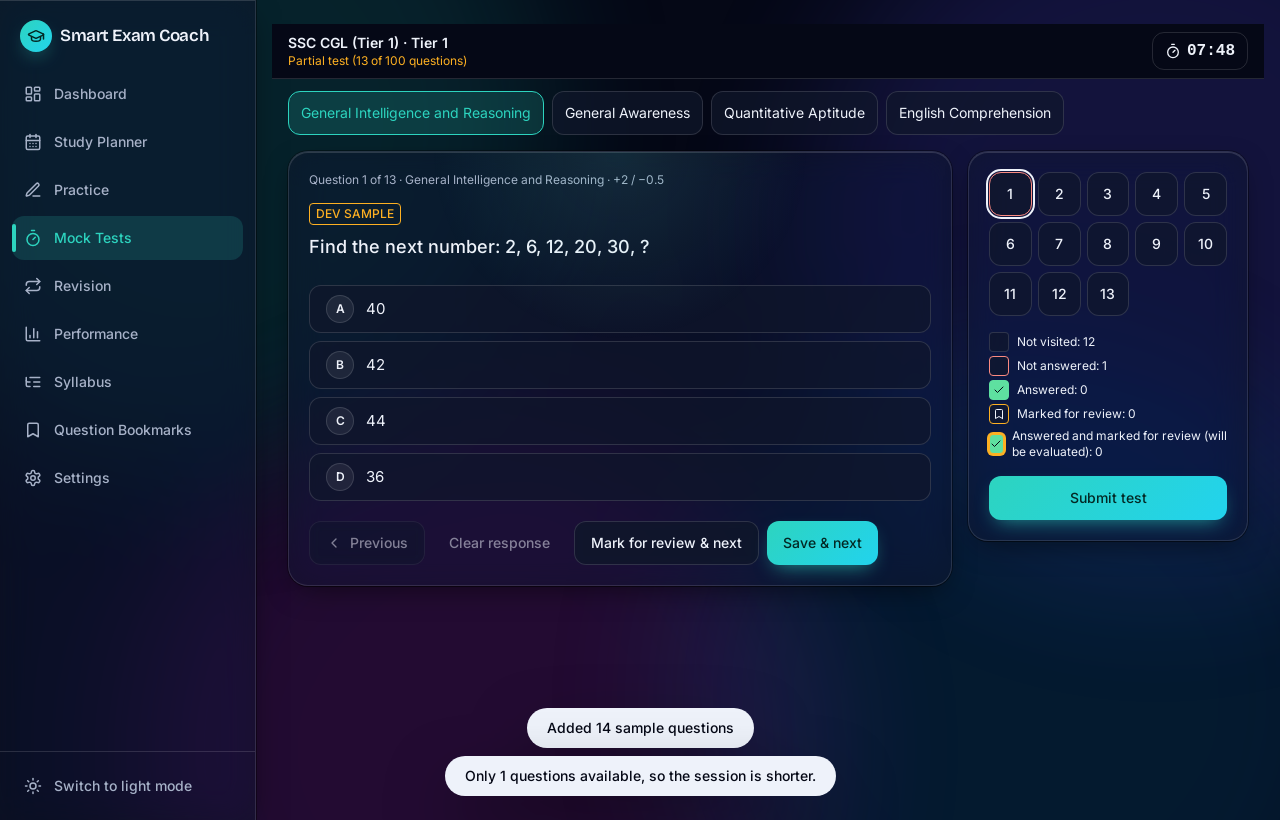 Smart Exam Coach
Dashboard
Study Planner
Practice
Mock Tests
Revision
Performance
Syllabus
Question Bookmarks
Settings
Switch to light mode
SSC CGL (Tier 1) · Tier 1
Partial test (13 of 100 questions)
07:48
General Intelligence and Reasoning
General Awareness
Quantitative Aptitude
English Comprehension
Question 1 of 13 · General Intelligence and Reasoning · +2 / −0.5
DEV SAMPLE
Find the next number: 2, 6, 12, 20, 30, ?
A 40
B 42
C 44
D 36
Previous
Clear response
Mark for review & next
Save & next
1 2 3 4 5
6 7 8 9 10
11 12 13
Not visited: 12
Not answered: 1
Answered: 0
Marked for review: 0
Answered and marked for review (will
be evaluated): 0
Submit test
Added 14 sample questions
Only 1 questions available, so the session is shorter.